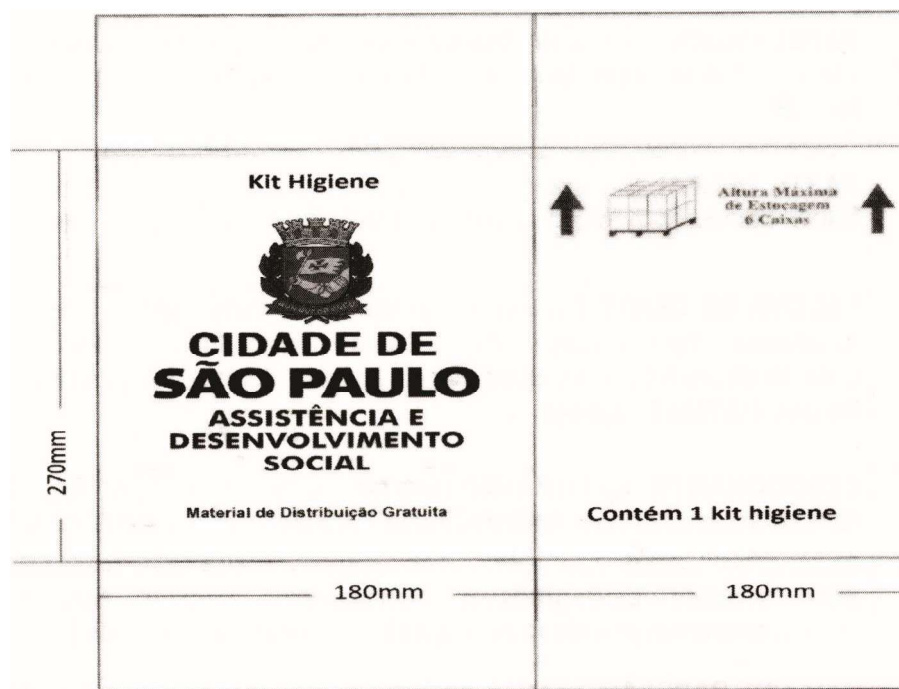 Kit Higiene
CIDADE DE
SÃO PAULO
ASSISTÊNCIA E
DESENVOLVIMENTO
SOCIAL
Material de Distribuição Gratuita
Altura Máxima
de Estocagem
6 Caixas
Contém 1 kit higiene
270mm
180mm
180mm